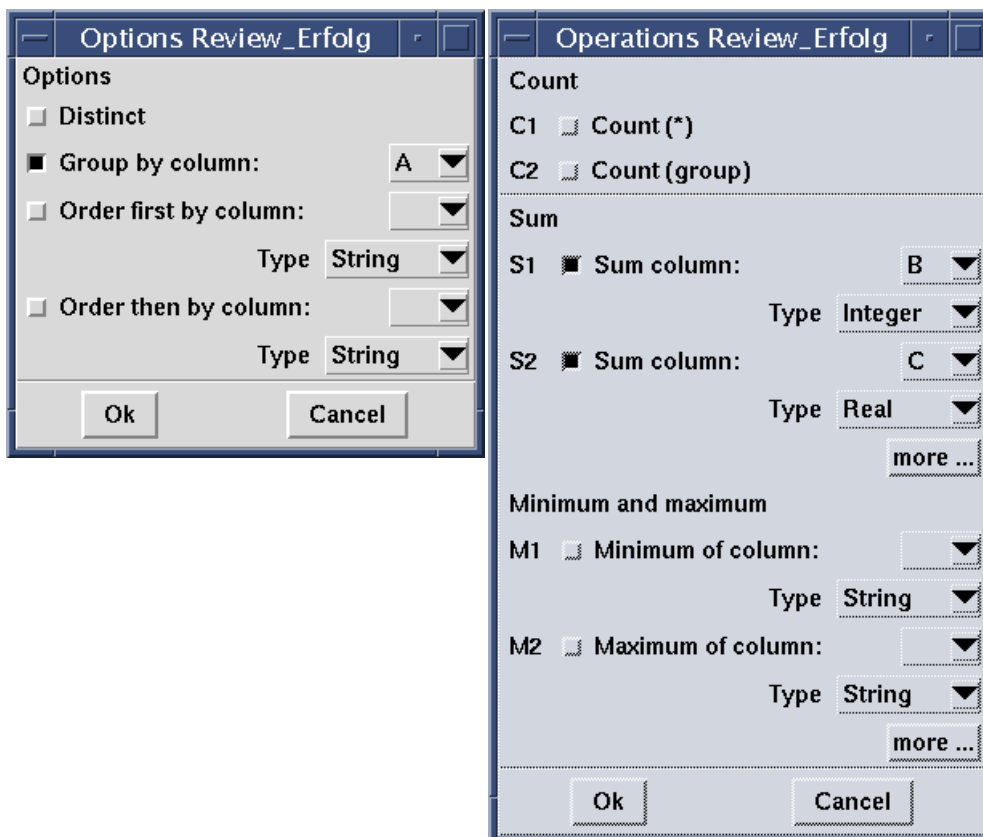 Options Review_Erfolg
Options
Distinct
Group by column: A
Order first by column:
Type String
Order then by column:
Type String
Ok Cancel
Operations Review_Erfolg
Count
C1 Count (*)
C2 Count (group)
Sum
S1 Sum column: B
Type Integer
S2 Sum column: C
Type Real
more ...
Minimum and maximum
M1 Minimum of column:
Type String
M2 Maximum of column:
Type String
more ...
Ok Cancel